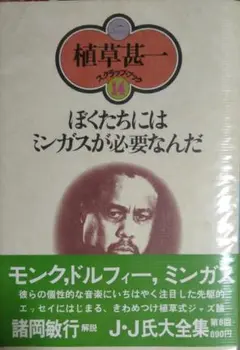 植草甚一
スクラップ・ブック
14
ぼくたちには
ミンガスが必要なんだ
モンク,ドルフィー,ミンガス
彼らの個性的な音楽にいちはやく注目した先駆的
エッセイにはじまる、きわめつけ植草式ジャズ論
諸岡敏行 解説
J・J氏大全集
第8回